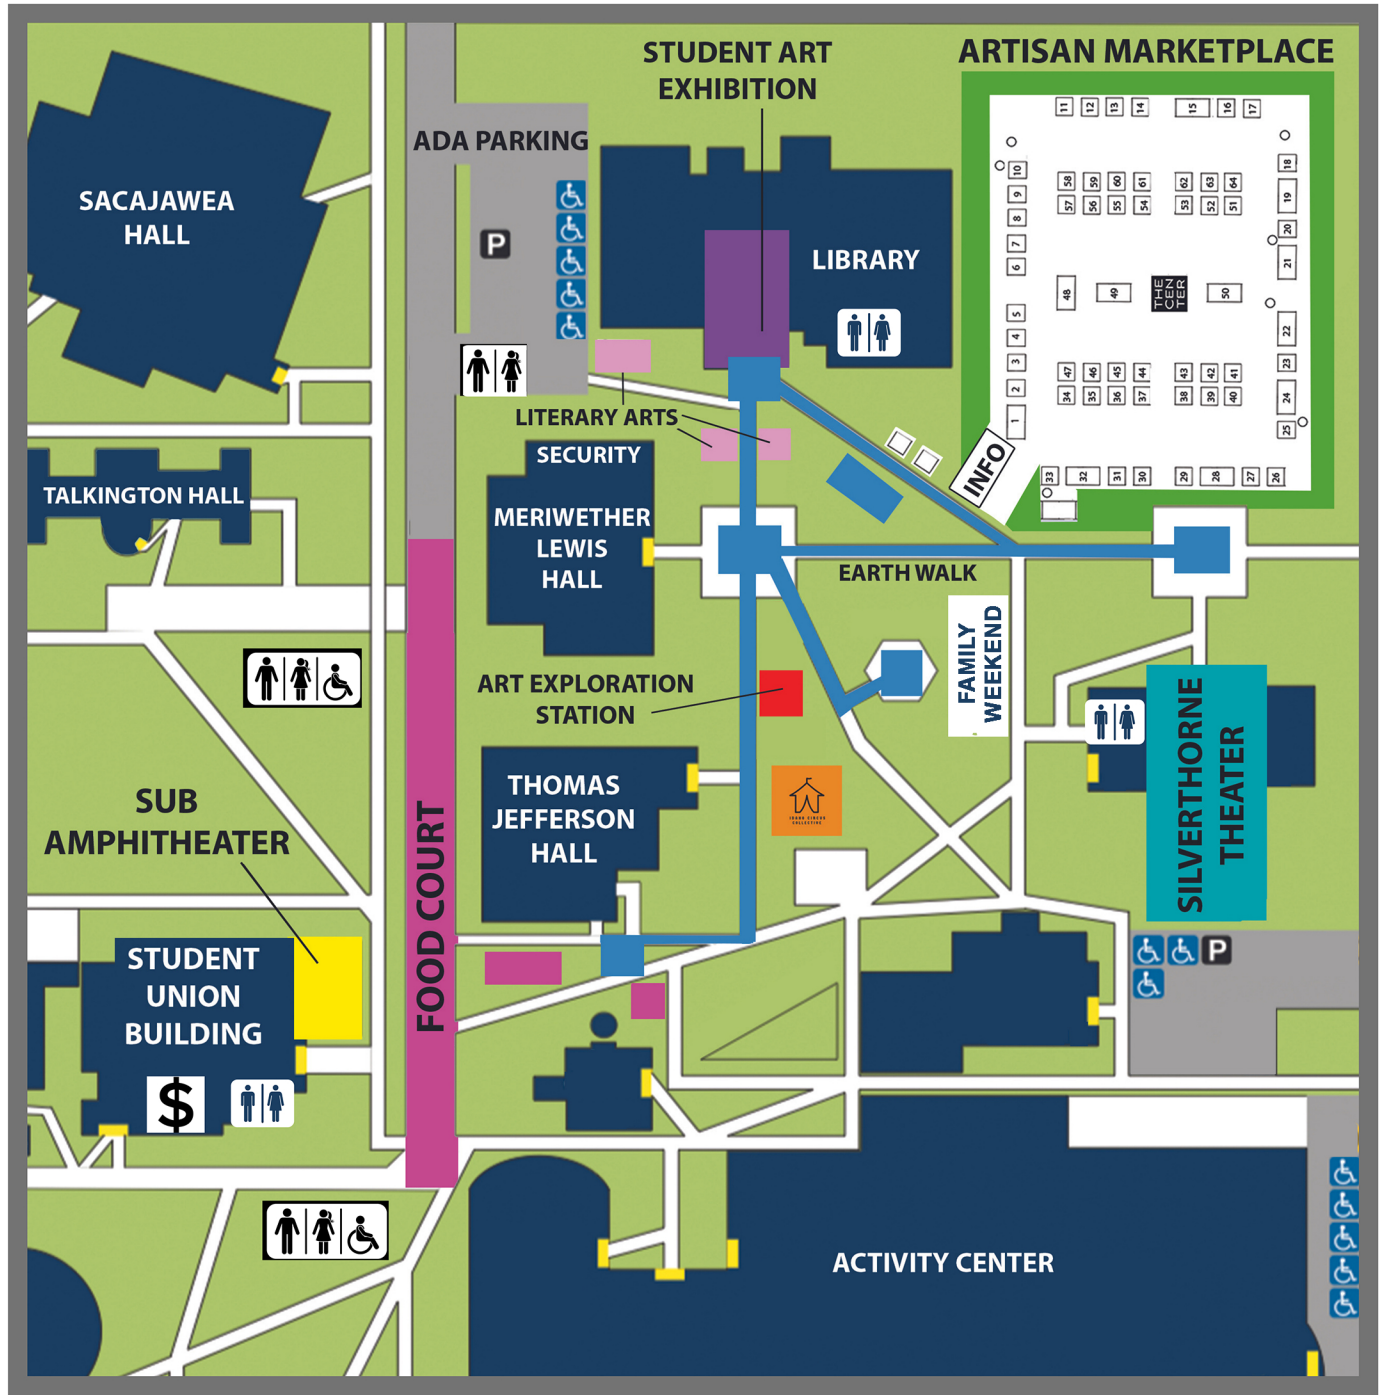 STUDENT ART
EXHIBITION
ARTISAN MARKETPLACE
ADA PARKING
SACAJAWEA
HALL
P
LIBRARY
11 12 13 14 15 16 17
10 9 8 7 6 5 4 3 2 1
58 59 60 61 62 63 64
57 56 55 54 53 52 51
18 19 20 21 22 23 24 25
48 49
THE
CEN
TER
50
47 46 45 44 43 42 41
34 35 36 37 38 39 40
33 32 31 30 29 28 27 26
INFO
LITERARY ARTS
SECURITY
MERIWETHER
LEWIS
HALL
TALKINGTON HALL
EARTH WALK
FAMILY
WEEKEND
ART EXPLORATION
STATION
SILVERTHORNE
THEATER
THOMAS
JEFFERSON
HALL
IDAHO CIRCUS
COLLECTIVE
SUB
AMPHITHEATER
FOOD COURT
STUDENT
UNION
BUILDING
$
P
ACTIVITY CENTER